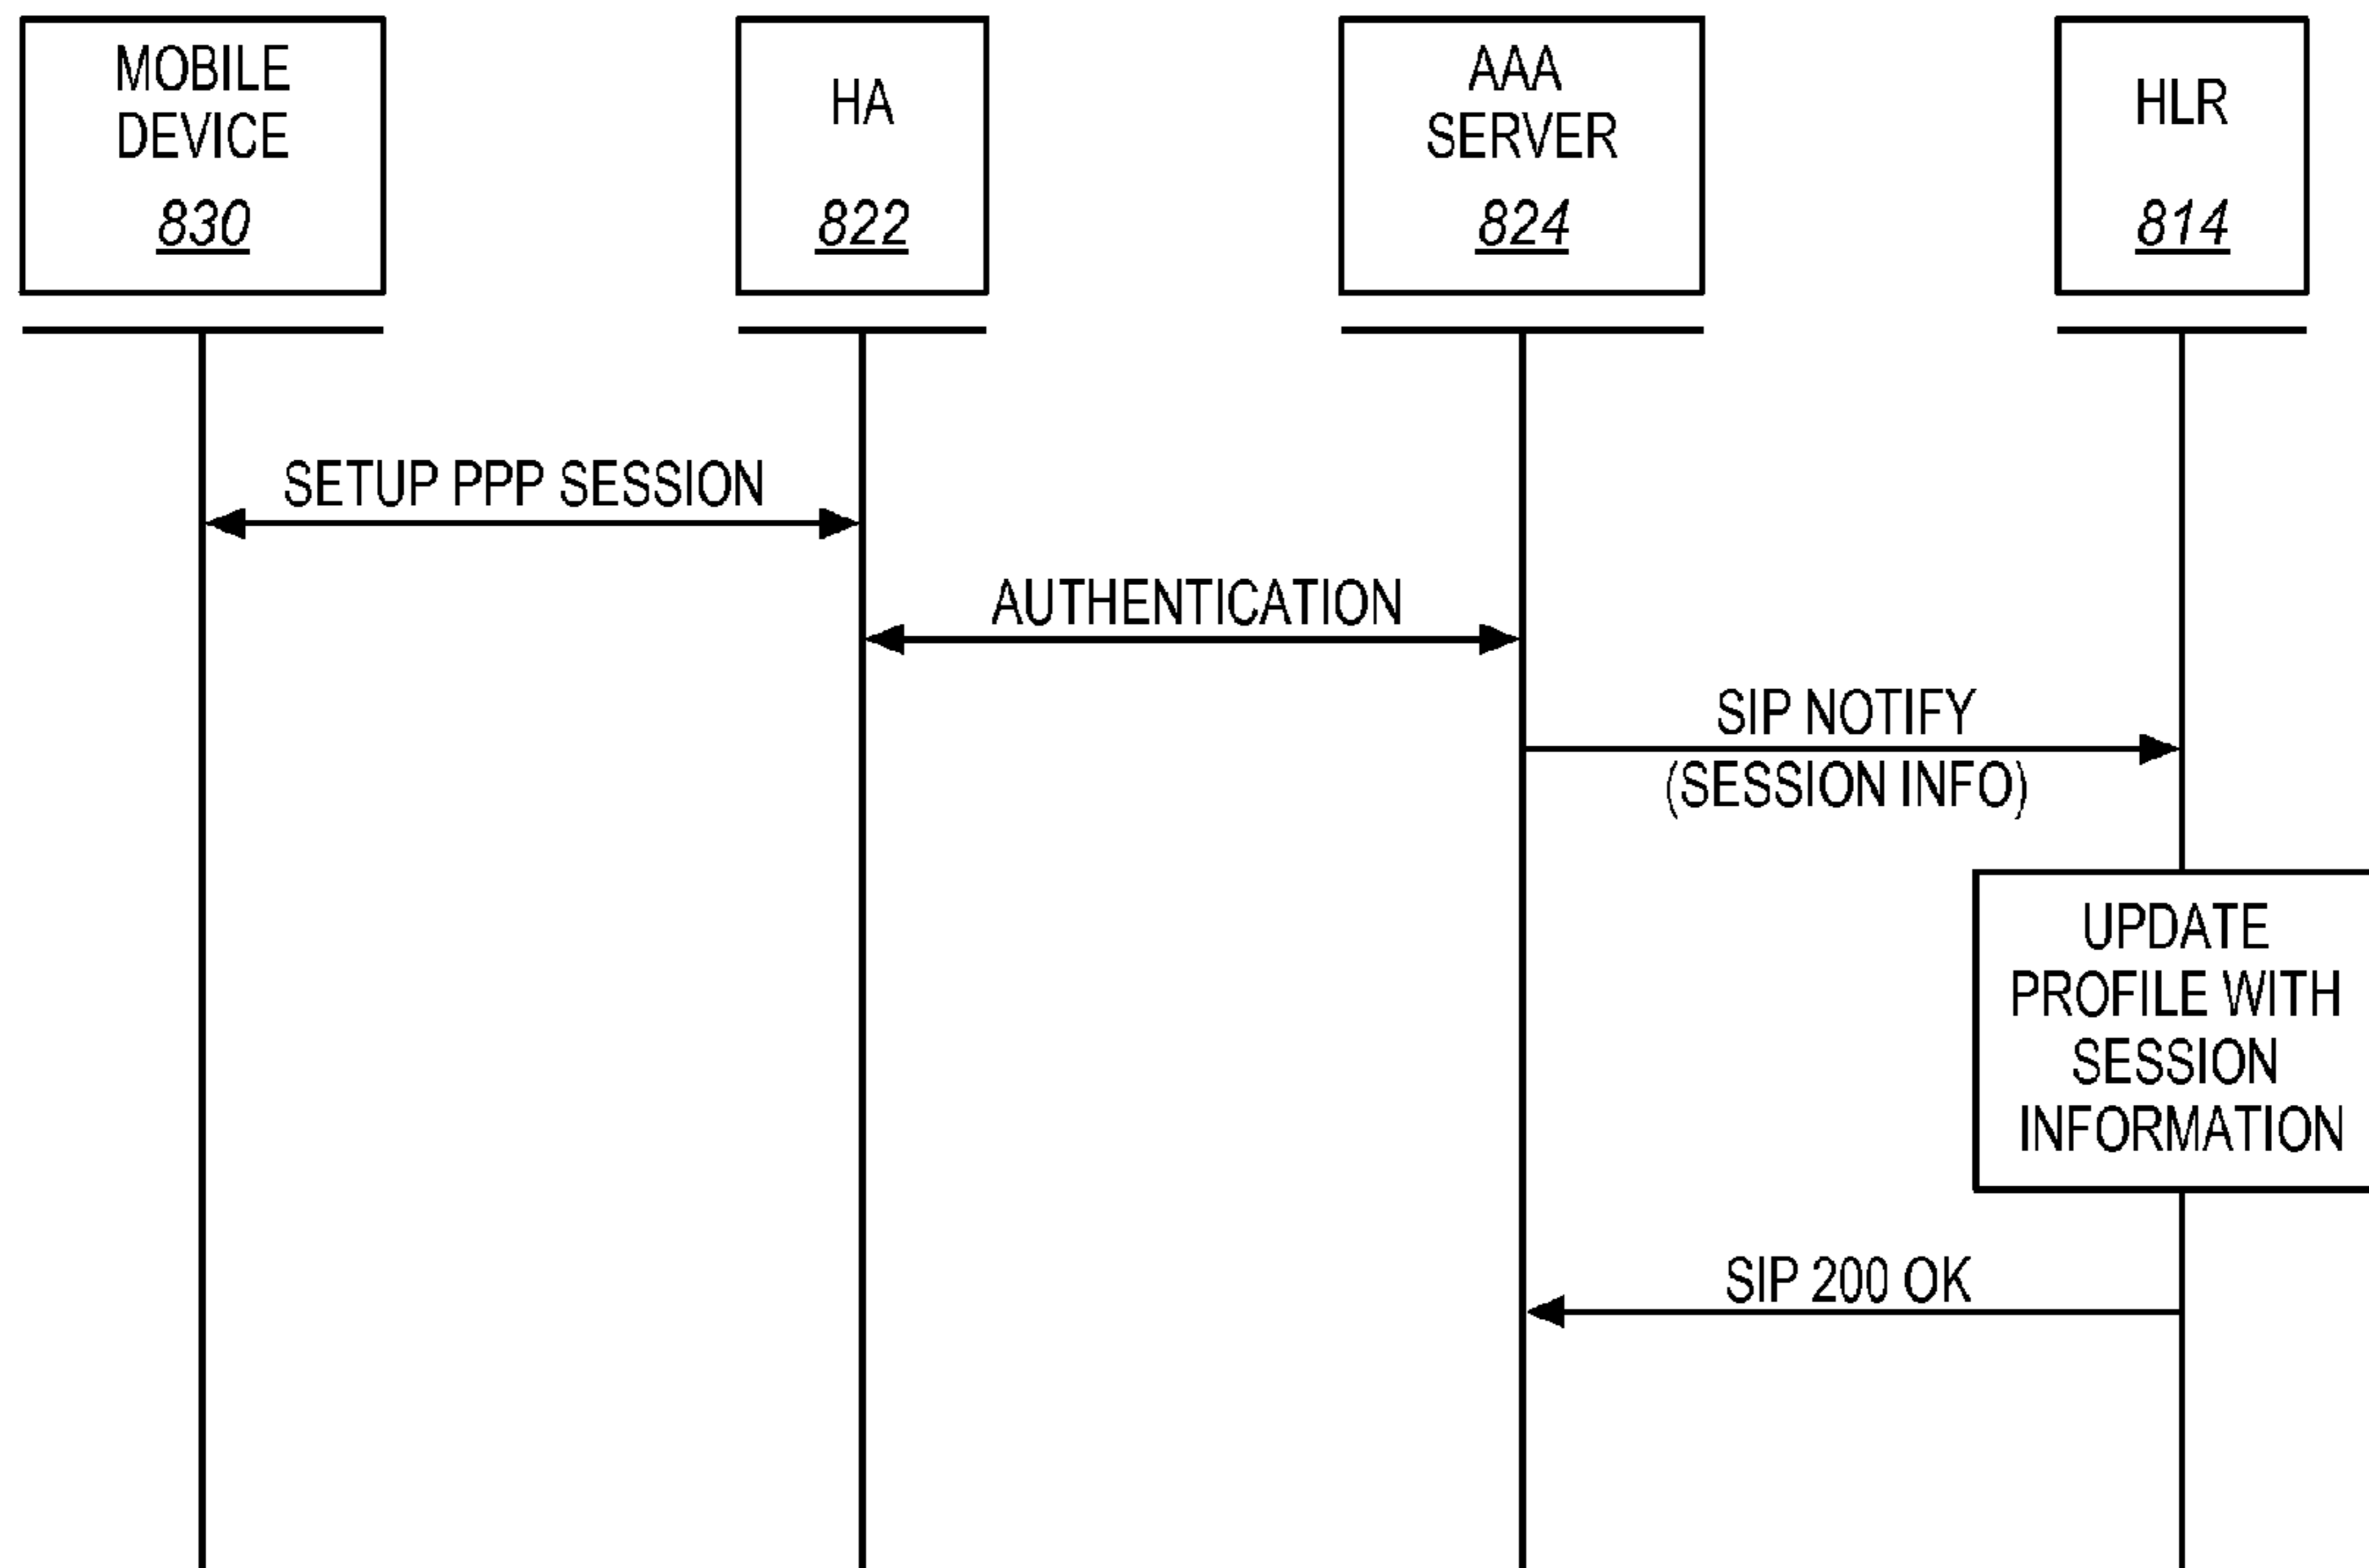 MOBILE
DEVICE
830
HA
822
AAA
SERVER
824
HLR
814
SETUP PPP SESSION
AUTHENTICATION
SIP NOTIFY
(SESSION INFO)
UPDATE
PROFILE WITH
SESSION
INFORMATION
SIP 200 OK